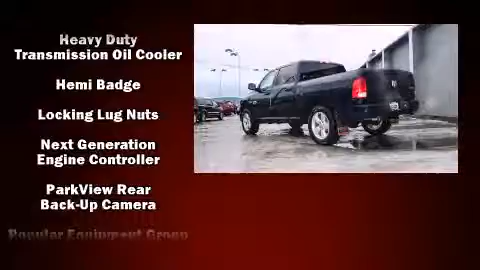 Heavy Duty
Transmission Oil Cooler
Hemi Badge
Locking Lug Nuts
Next Generation
Engine Controller
ParkView Rear
Back-Up Camera
Popular Equipment Group